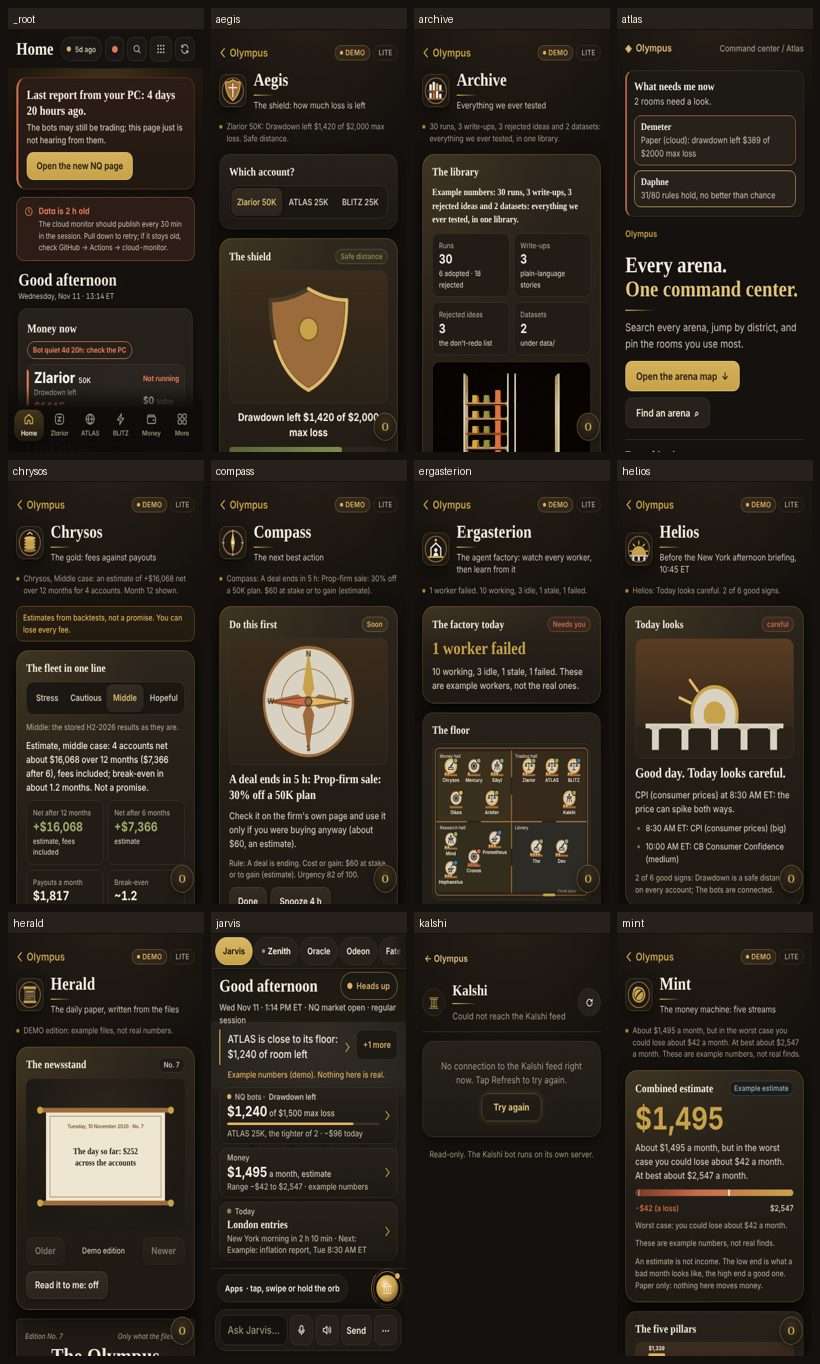 _root
Home
5d ago
Last report from your PC: 4 days
20 hours ago.
The bots may still be trading; this page just
is not hearing from them.
Open the new NQ page
Data is 2 h old
The cloud monitor should publish every 30 min
in the session. Pull down to retry; if it stays old,
check GitHub → Actions → cloud-monitor.
Good afternoon
Wednesday, Nov 11 · 13:14 ET
Money now
Bot quiet 4d 20h: check the PC
Zlarior 50K
Not running
Drawdown left
$0
Home
Zlarior
ATLAS
BLITZ
Money
More
aegis
Olympus
DEMO
LITE
Aegis
The shield: how much loss is left
Zlarior 50K: Drawdown left $1,420 of $2,000 max
loss. Safe distance.
Which account?
Zlarior 50K
ATLAS 25K
BLITZ 25K
The shield
Safe distance
Drawdown left $1,420 of $2,000
max loss
archive
Olympus
DEMO
LITE
Archive
Everything we ever tested
30 runs, 3 write-ups, 3 rejected ideas and 2 datasets:
everything we ever tested, in one library.
The library
Example numbers: 30 runs, 3 write-ups, 3
rejected ideas and 2 datasets: everything we
ever tested, in one library.
Runs
30
6 adopted · 18
rejected
Write-ups
3
plain-language
stories
Rejected ideas
3
the don't-redo list
Datasets
2
under data/
atlas
Olympus
Command center / Atlas
What needs me now
2 rooms need a look.
Demeter
Paper (cloud): drawdown left $389 of
$2000 max loss
Daphne
31/80 rules hold, no better than chance
Olympus
Every arena.
One command center.
Search every arena, jump by district, and
pin the rooms you use most.
Open the arena map ↓
Find an arena ⌕
chrysos
Olympus
DEMO
LITE
Chrysos
The gold: fees against payouts
Chrysos, Middle case: an estimate of +$16,068 net
over 12 months for 4 accounts. Month 12 shown.
Estimates from backtests, not a promise. You can
lose every fee.
The fleet in one line
Stress
Cautious
Middle
Hopeful
Middle: the stored H2-2026 results as they are.
Estimate, middle case: 4 accounts net
about $16,068 over 12 months ($7,366
after 6), fees included; break-even in
about 1.2 months. Not a promise.
Net after 12 months
+$16,068
estimate, fees
included
Net after 6 months
+$7,366
estimate
Payouts a month
$1,817
Break-even
~1.2
compass
Olympus
DEMO
LITE
Compass
The next best action
Compass: A deal ends in 5 h: Prop-firm sale: 30% off
a 50K plan. $60 at stake or to gain (estimate).
Do this first
Soon
N
W
E
S
A deal ends in 5 h: Prop-firm sale:
30% off a 50K plan
Check it on the firm's own page and use it
only if you were buying anyway (about
$60, an estimate).
Rule: A deal is ending. Cost or gain: $60 at stake
or to gain (estimate). Urgency 82 of 100.
Done
Snooze 4 h
ergasterion
Olympus
DEMO
LITE
Ergasterion
The agent factory: watch every worker,
then learn from it
1 worker failed. 10 working, 3 idle, 1 stale, 1 failed.
The factory today
Needs you
1 worker failed
10 working, 3 idle, 1 stale, 1 failed. These
are example workers, not the real ones.
The floor
Money hall
Trading hall
Chrysos
Mercury
Sibyl
Zlarior
ATLAS
BLITZ
Oikos
Arbiter
Kalshi
Research hall
Library
Mind
Prometheus
Cronos
The
Dev
Hephaestus
helios
Olympus
DEMO
LITE
Helios
Before the New York afternoon briefing,
10:45 ET
Helios: Today looks careful. 2 of 6 good signs.
Today looks
careful
Good day. Today looks careful.
CPI (consumer prices) at 8:30 AM ET: the
price can spike both ways.
8:30 AM ET: CPI (consumer prices) (big)
10:00 AM ET: CB Consumer Confidence
(medium)
2 of 6 good signs: Drawdown is a safe distan
on every account; The bots are connected.
herald
Olympus
DEMO
LITE
Herald
The daily paper, written from the files
DEMO edition: example files, not real numbers.
The newsstand
No. 7
Tuesday, 10 November 2026 · No. 7
The day so far: $252
across the accounts
Older
Demo edition
Newer
Read it to me: off
Edition No. 7
Only what the files
The Olympus
jarvis
Jarvis
Zenith
Oracle
Odeon
Fate
Good afternoon
Heads up
Wed Nov 11 · 1:14 PM ET · NQ market open · regular
session
ATLAS is close to its floor:
$1,240 of room left
+1 more
Example numbers (demo). Nothing here is real.
NQ bots · Drawdown left
$1,240 of $1,500 max loss
ATLAS 25K, the tighter of 2 · −$96 today
Money
$1,495 a month, estimate
Range −$42 to $2,547 · example numbers
Today
London entries
New York morning in 2 h 10 min · Next:
Example: inflation report, Tue 8:30 AM ET
Apps · tap, swipe or hold the orb
Ask Jarvis...
Send
kalshi
← Olympus
Kalshi
Could not reach the Kalshi feed
No connection to the Kalshi feed right
now. Tap Refresh to try again.
Try again
Read-only. The Kalshi bot runs on its own server.
mint
Olympus
DEMO
LITE
Mint
The money machine: five streams
About $1,495 a month, but in the worst case you
could lose about $42 a month. At best about $2,547
a month. These are example numbers, not real finds.
Combined estimate
Example estimate
$1,495
About $1,495 a month, but in the worst
case you could lose about $42 a month.
At best about $2,547 a month.
-$42 (a loss)
$2,547
Worst case: you could lose about $42 a month.
These are example numbers, not real finds.
An estimate is not income. The low end is what a
bad month looks like, the high end a good one.
Paper only: nothing here moves money.
The five pillars
$1,339